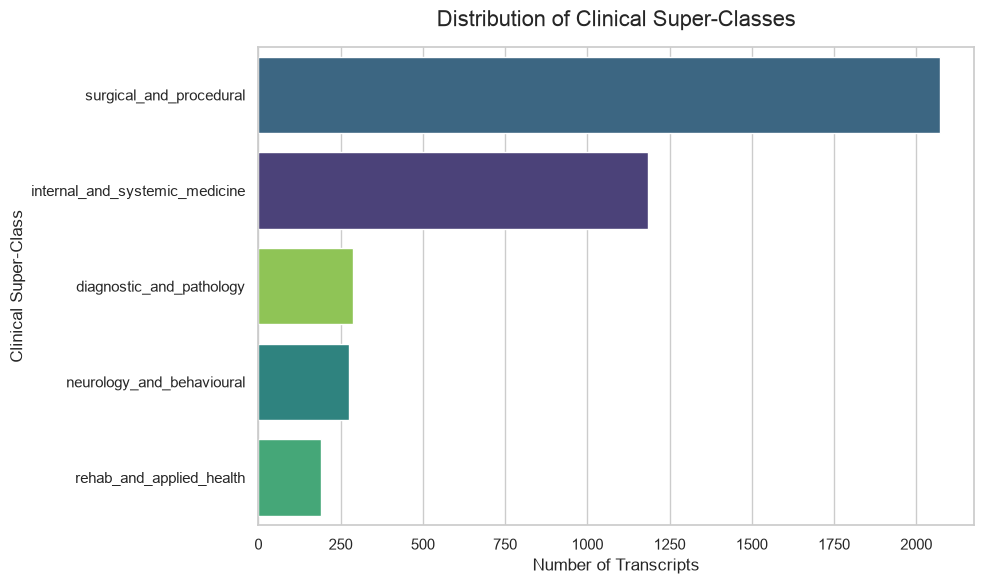 Distribution of Clinical Super-Classes
surgical_and_procedural
internal_and_systemic_medicine
diagnostic_and_pathology
neurology_and_behavioural
rehab_and_applied_health
Clinical Super-Class
0 250 500 750 1000 1250 1500 1750 2000
Number of Transcripts